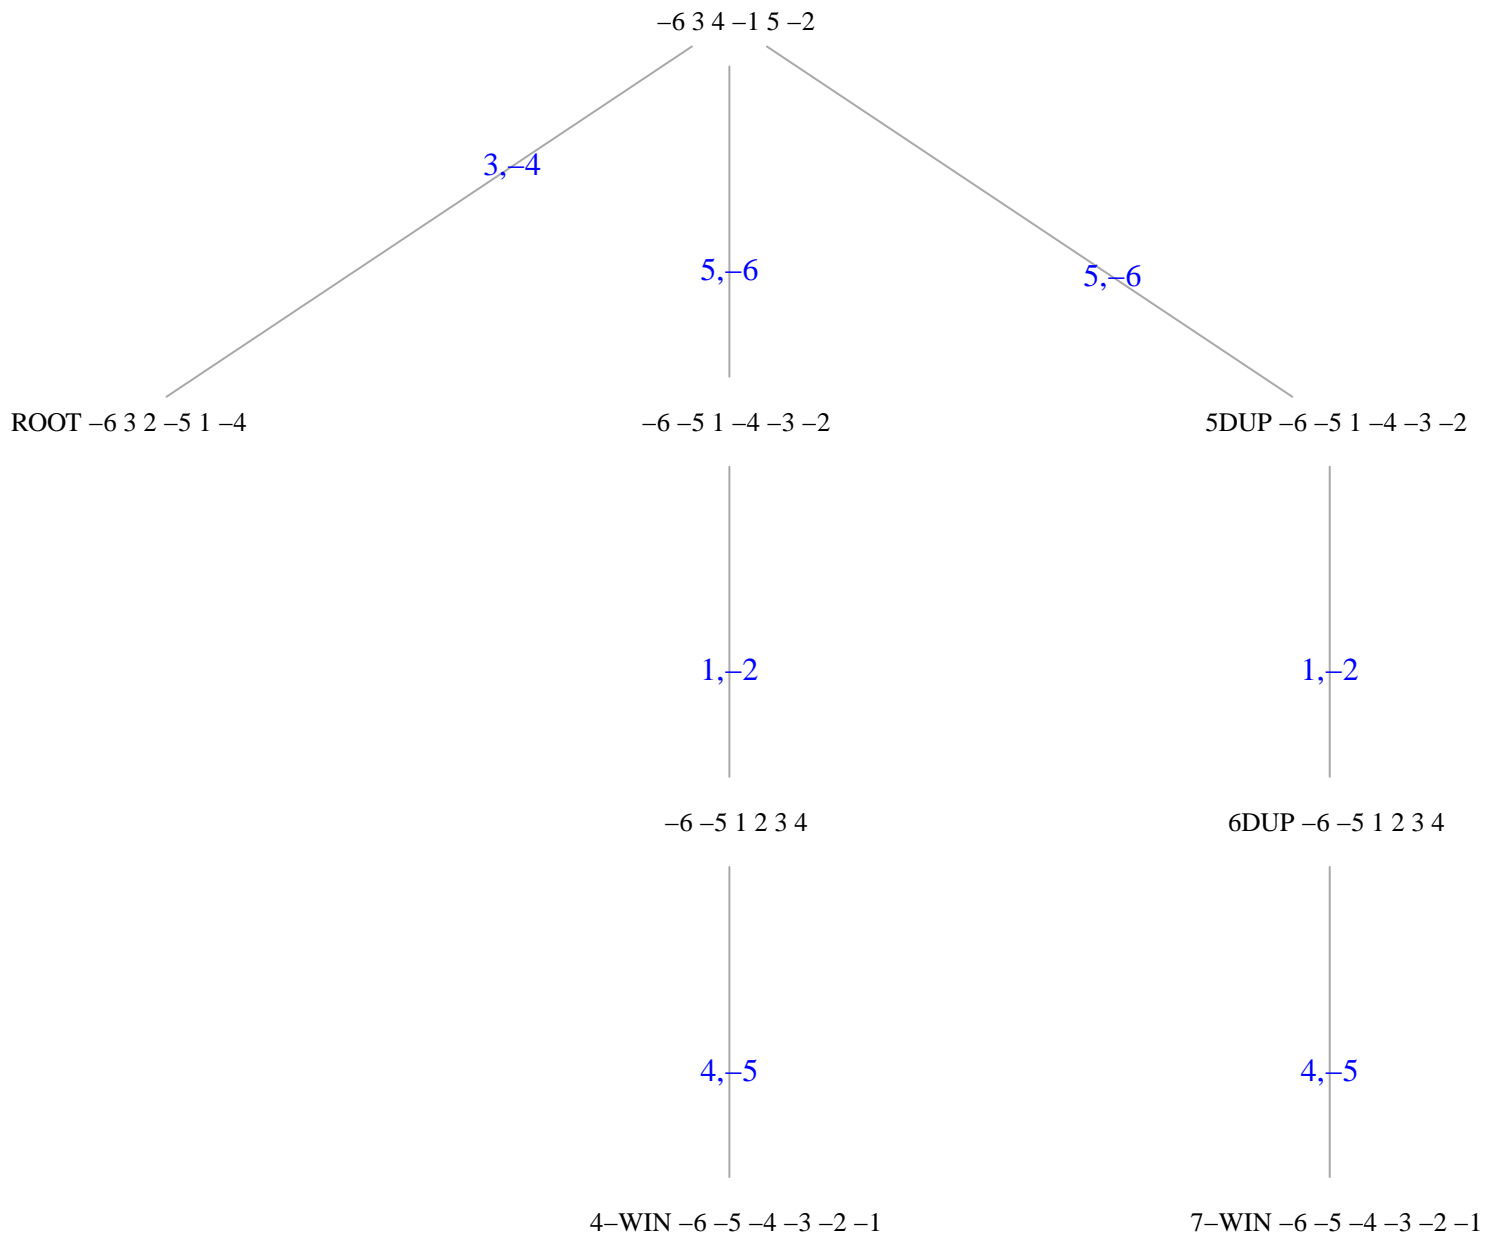 −6 3 4 −1 5 −2
3,−4
5,−6
5,−6
ROOT −6 3 2 −5 1 −4
−6 −5 1 −4 −3 −2
5DUP −6 −5 1 −4 −3 −2
1,−2
1,−2
−6 −5 1 2 3 4
6DUP −6 −5 1 2 3 4
4,−5
4,−5
4−WIN −6 −5 −4 −3 −2 −1
7−WIN −6 −5 −4 −3 −2 −1